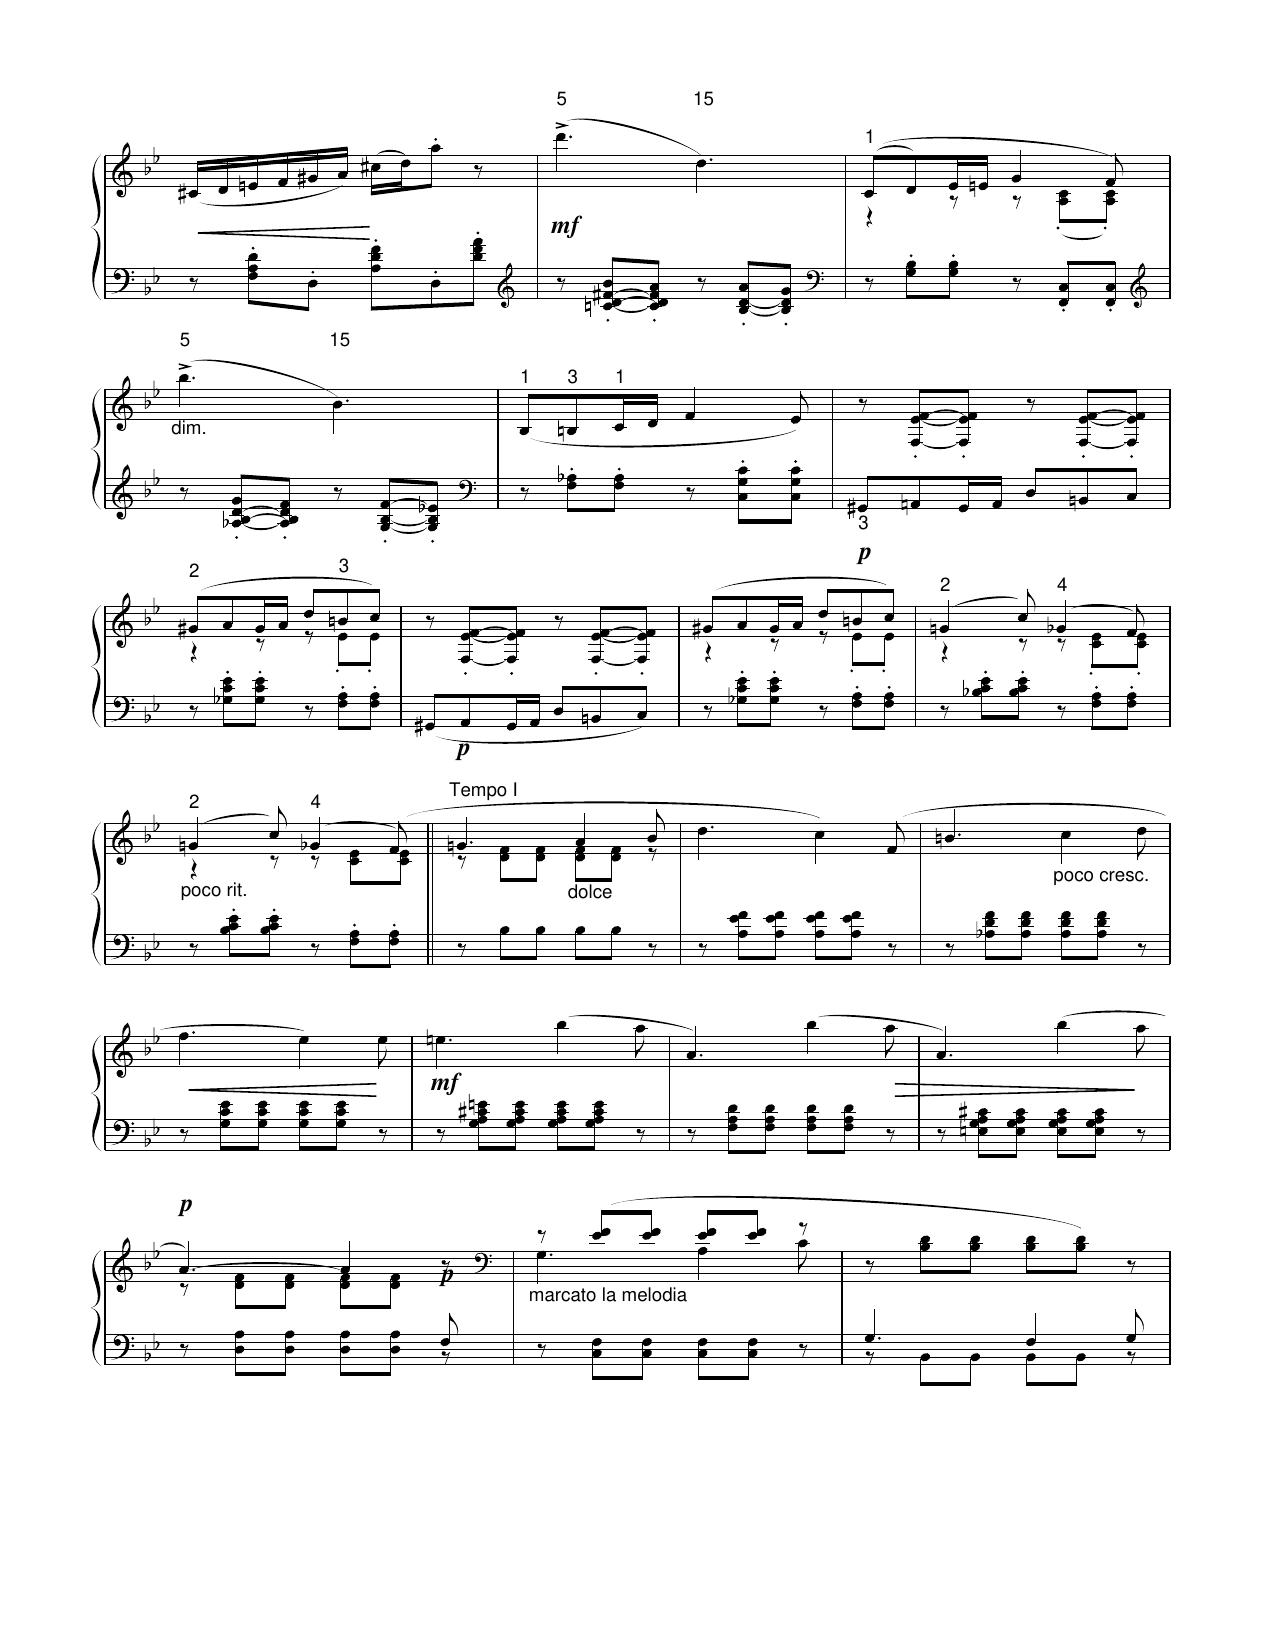 5 15
1
mf
5 15
dim.
1 3 1
3
p
2 3
2 4
p
2 4
Tempo I
poco rit.
dolce
poco cresc.
mf
p
p
marcato la melodia